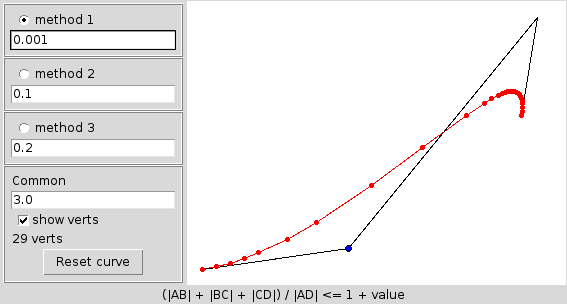 method 1
0.001
method 2
0.1
method 3
0.2
Common
3.0
show verts
29 verts
Reset curve
(|AB| + |BC| + |CD|) / |AD| <= 1 + value